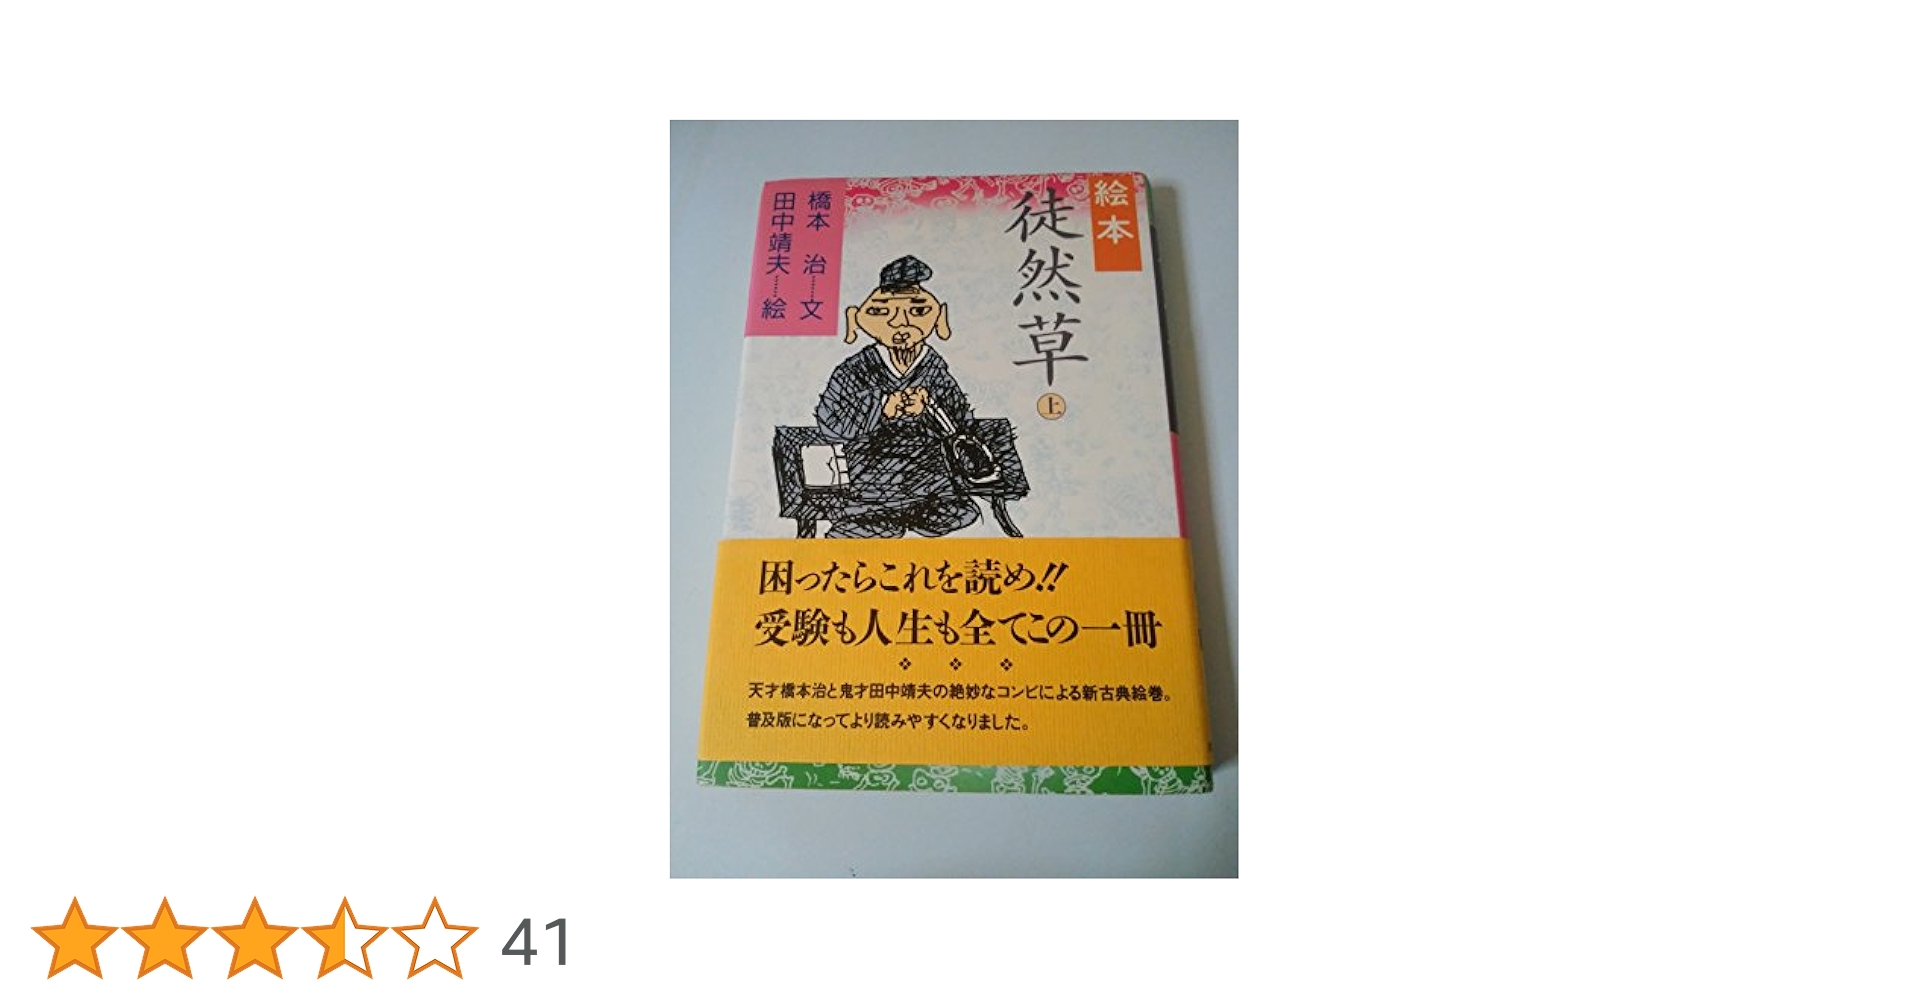 絵本
徒然草
上
橋本 治……文
田中靖夫……絵
困ったらこれを読め!!
受験も人生も全てこの一冊
天才橋本治と鬼才田中靖夫の絶妙なコンビによる新古典絵巻。
普及版になってより読みやすくなりました。
41